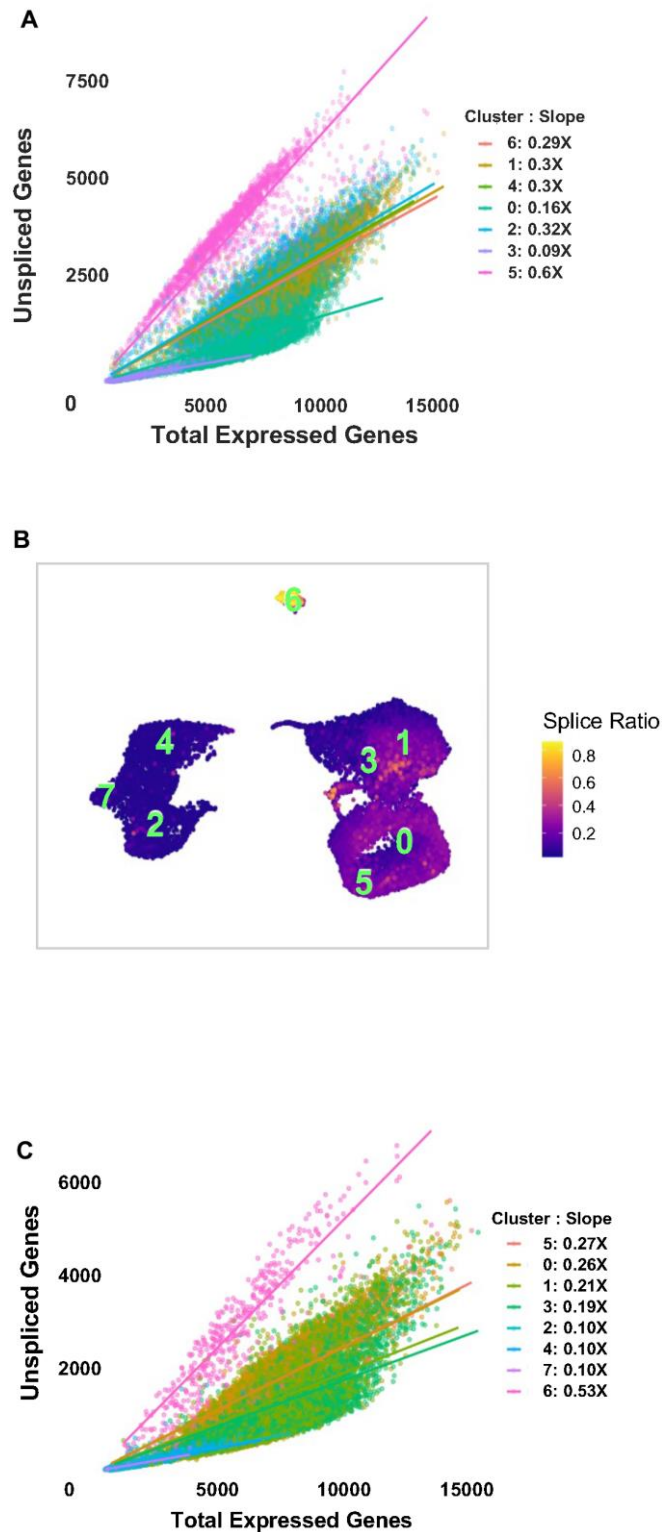 A
7500
5000
2500
0
5000
10000
15000
Unspliced Genes
Total Expressed Genes
Cluster : Slope
6: 0.29X
1: 0.3X
4: 0.3X
0: 0.16X
2: 0.32X
3: 0.09X
5: 0.6X
B
6
4
7
2
1
3
0
5
Splice Ratio
0.8
0.6
0.4
0.2
C
6000
4000
2000
0
5000
10000
15000
Unspliced Genes
Total Expressed Genes
Cluster : Slope
5: 0.27X
0: 0.26X
1: 0.21X
3: 0.19X
2: 0.10X
4: 0.10X
7: 0.10X
6: 0.53X